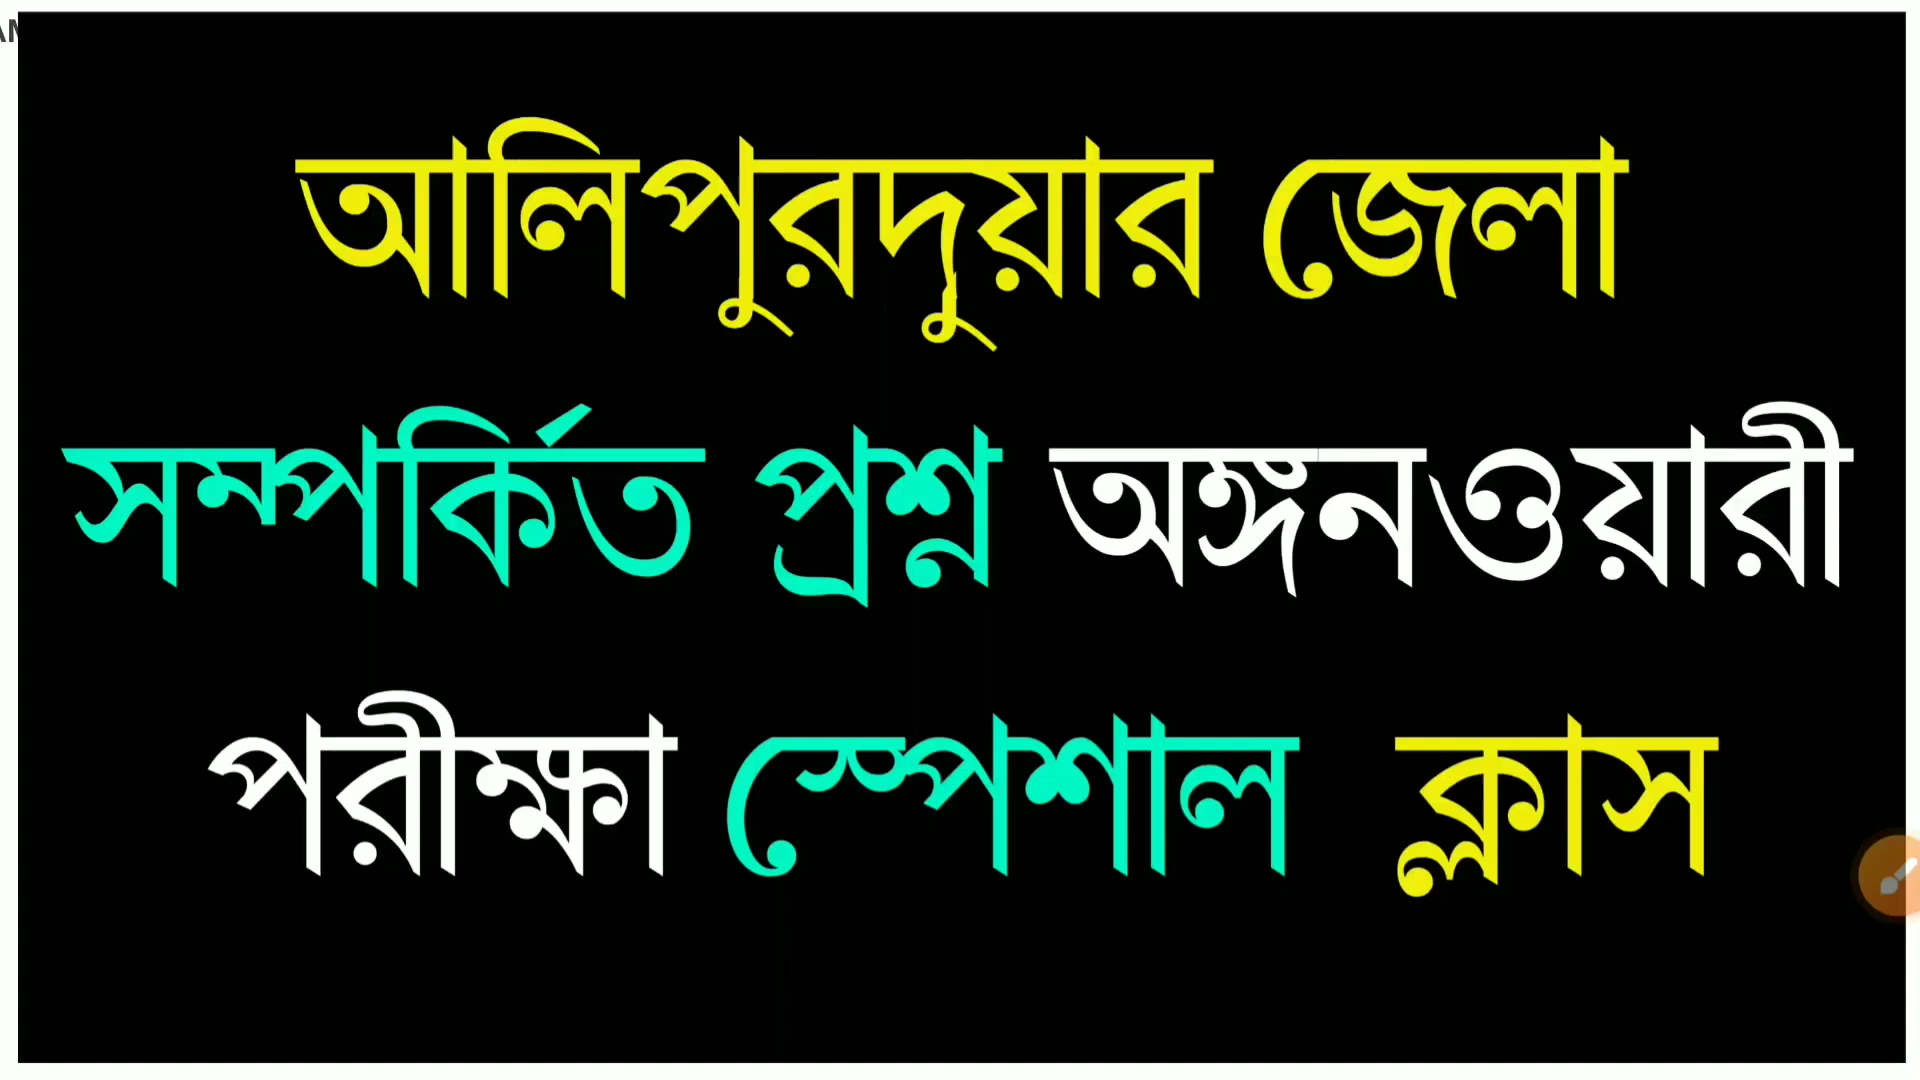 আলিপুরদুয়ার জেলা
সম্পর্কিত প্রশ্ন অঙ্গনওয়ারী
পরীক্ষা স্পেশাল ক্লাস